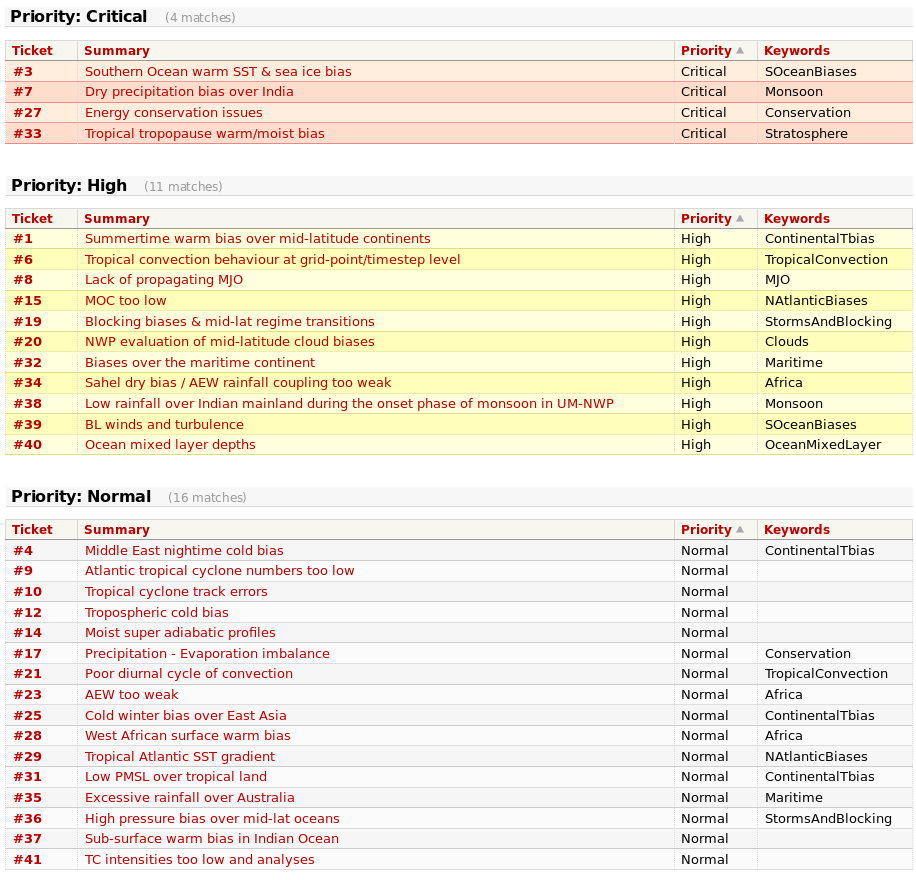 Priority: Critical (4 matches)
Ticket Summary Priority Keywords
#3 Southern Ocean warm SST & sea ice bias Critical SOceanBiases
#7 Dry precipitation bias over India Critical Monsoon
#27 Energy conservation issues Critical Conservation
#33 Tropical tropopause warm/moist bias Critical Stratosphere
Priority: High (11 matches)
Ticket Summary Priority Keywords
#1 Summertime warm bias over mid-latitude continents High ContinentalTbias
#6 Tropical convection behaviour at grid-point/timestep level High TropicalConvection
#8 Lack of propagating MJO High MJO
#15 MOC too low High NAtlanticBiases
#19 Blocking biases & mid-lat regime transitions High StormsAndBlocking
#20 NWP evaluation of mid-latitude cloud biases High Clouds
#32 Biases over the maritime continent High Maritime
#34 Sahel dry bias / AEW rainfall coupling too weak High Africa
#38 Low rainfall over Indian mainland during the onset phase of monsoon in UM-NWP High Monsoon
#39 BL winds and turbulence High SOceanBiases
#40 Ocean mixed layer depths High OceanMixedLayer
Priority: Normal (16 matches)
Ticket Summary Priority Keywords
#4 Middle East nightime cold bias Normal ContinentalTbias
#9 Atlantic tropical cyclone numbers too low Normal
#10 Tropical cyclone track errors Normal
#12 Tropospheric cold bias Normal
#14 Moist super adiabatic profiles Normal
#17 Precipitation - Evaporation imbalance Normal Conservation
#21 Poor diurnal cycle of convection Normal TropicalConvection
#23 AEW too weak Normal Africa
#25 Cold winter bias over East Asia Normal ContinentalTbias
#28 West African surface warm bias Normal Africa
#29 Tropical Atlantic SST gradient Normal NAtlanticBiases
#31 Low PMSL over tropical land Normal ContinentalTbias
#35 Excessive rainfall over Australia Normal Maritime
#36 High pressure bias over mid-lat oceans Normal StormsAndBlocking
#37 Sub-surface warm bias in Indian Ocean Normal
#41 TC intensities too low and analyses Normal